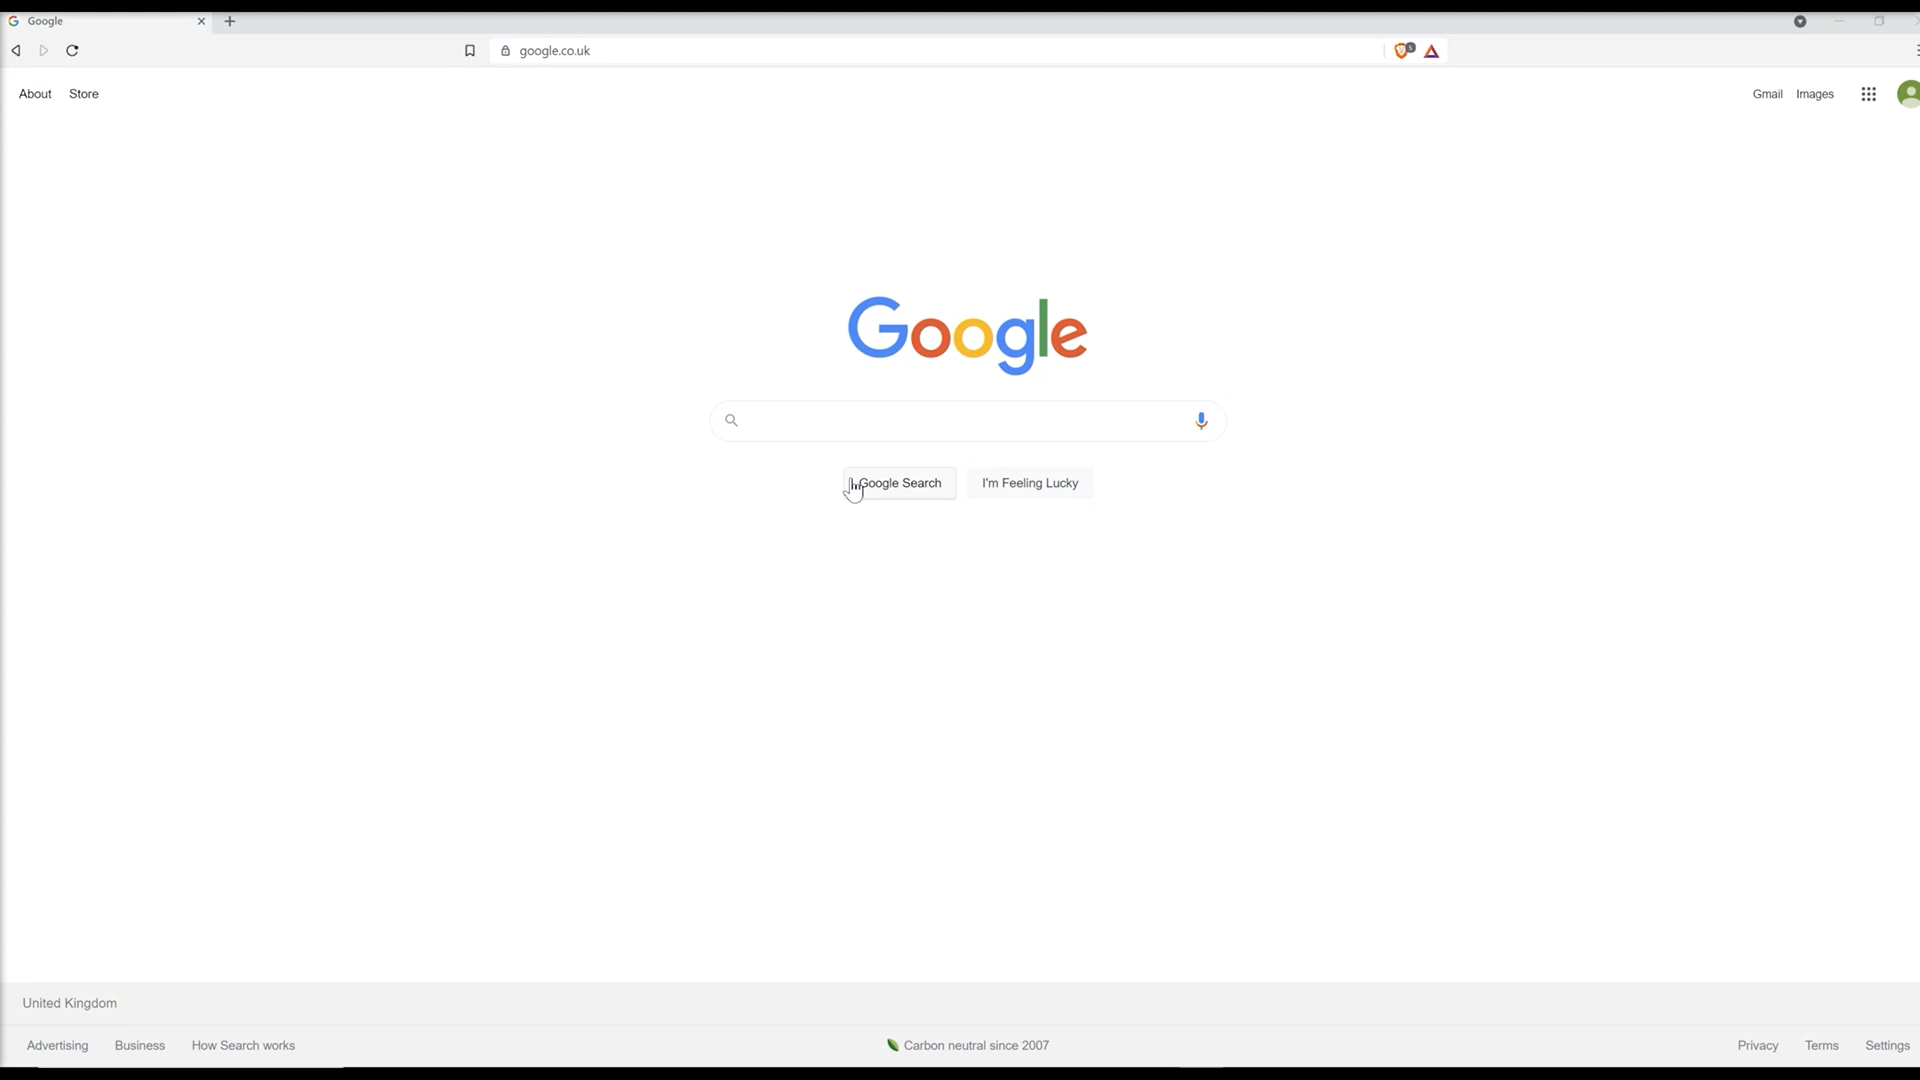 Google
google.co.uk
5
About Store
Gmail Images
Google
Google Search I'm Feeling Lucky
United Kingdom
Advertising Business How Search works
Carbon neutral since 2007
Privacy Terms Settings